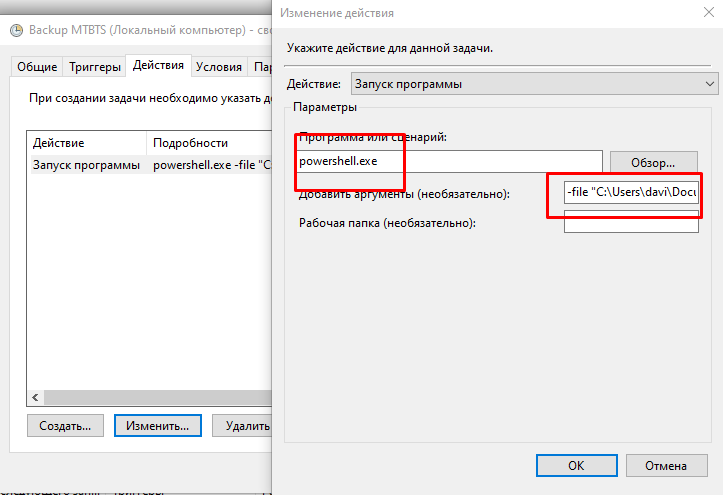 Backup MTBTS (Локальный компьютер) - сво
Общие Триггеры Действия Условия Пар
При создании задачи необходимо указать де
Действие Подробности
Запуск программы powershell.exe -file "C
Создать... Изменить... Удалить
Изменение действия
Укажите действие для данной задачи.
Действие: Запуск программы
Параметры
Программа или сценарий:
powershell.exe Обзор...
Добавить аргументы (необязательно): -file "C:\Users\davi\Docu
Рабочая папка (необязательно):
OK Отмена